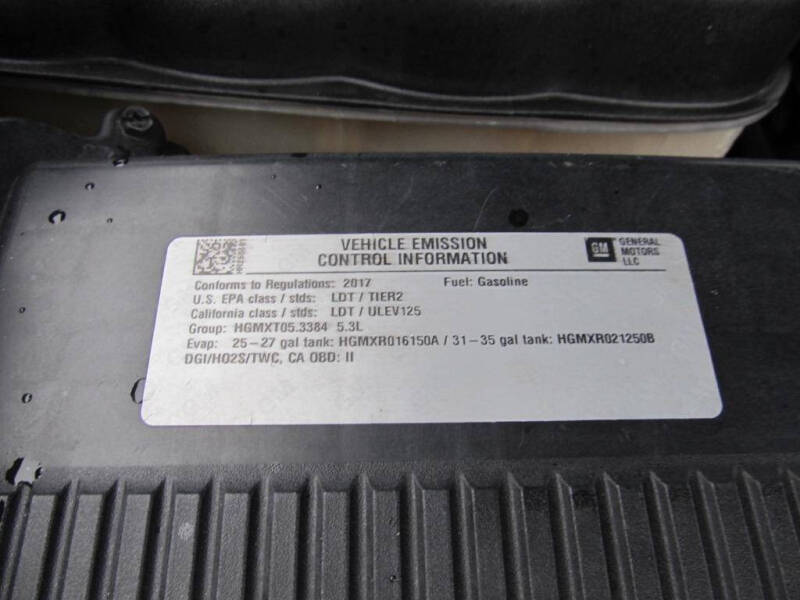 VEHICLE EMISSION
CONTROL INFORMATION
GM
GENERAL
MOTORS
LLC
Conforms to Regulations: 2017 Fuel: Gasoline
U.S. EPA class / stds: LDT / TIER2
California class / stds: LDT / ULEV125
Group: HGMXT05.3384 5.3L
Evap: 25-27 gal tank: HGMXR016150A / 31-35 gal tank: HGMXR021250B
DGI/HO2S/TWC, CA OBD: II